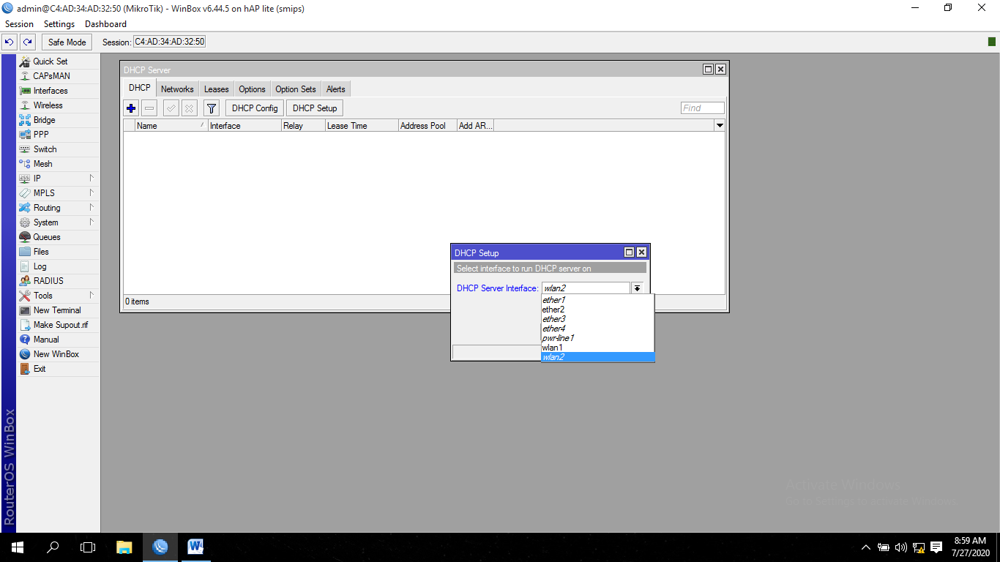 admin@C4:AD:34:AD:32:50 (MikroTik) - WinBox v6.44.5 on hAP lite (smips)
Session Settings Dashboard
Safe Mode Session: C4:AD:34:AD:32:50
Quick Set
CAPsMAN
Interfaces
Wireless
Bridge
PPP
Switch
Mesh
255 IP
MPLS
Routing
System
Queues
Files
Log
RADIUS
Tools
New Terminal
Make Supout.rif
Manual
New WinBox
Exit
RouterOS WinBox
DHCP Server
DHCP Networks Leases Options Option Sets Alerts
DHCP Config DHCP Setup Find
Name Interface Relay Lease Time Address Pool Add AR...
0 items
DHCP Setup
Select interface to run DHCP server on
DHCP Server Interface: wlan2
ether1
ether2
ether3
ether4
pwr-line1
wlan1
wlan2
Activate Windows
Go to Settings to activate Windows.
8:59 AM
7/27/2020